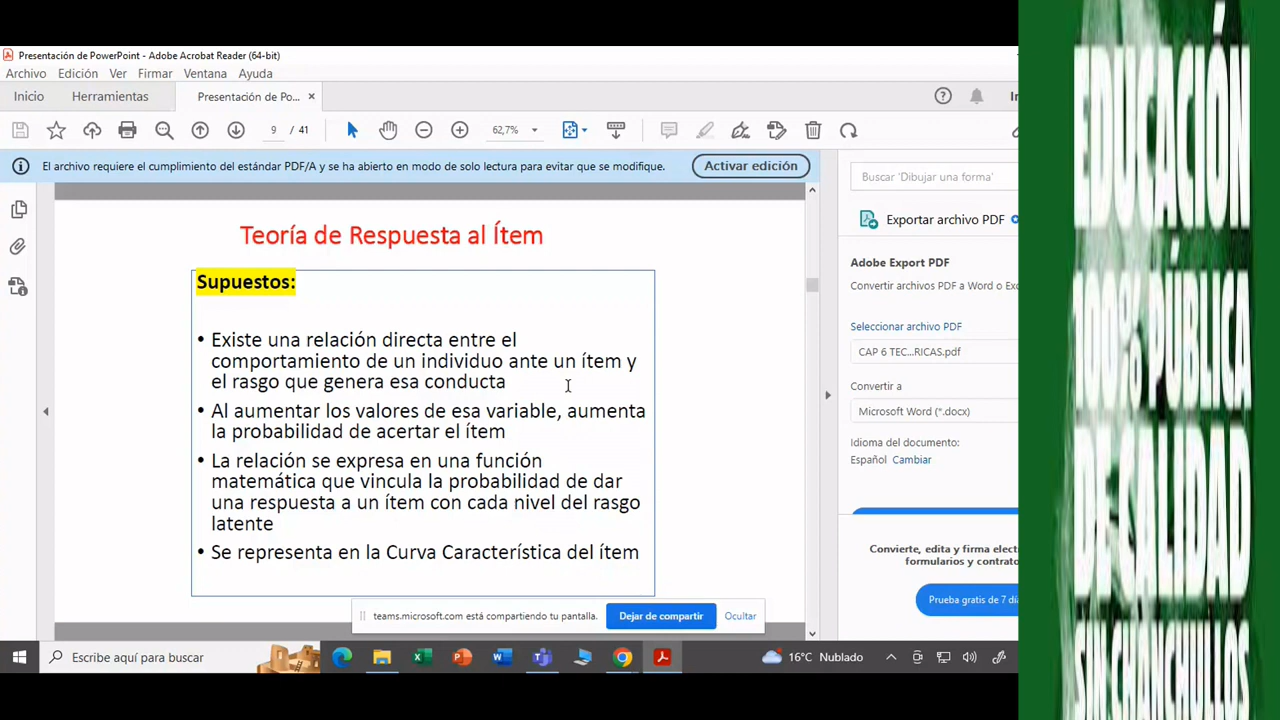 Presentación de PowerPoint - Adobe Acrobat Reader (64-bit)
Archivo Edición Ver Firmar Ventana Ayuda
Inicio Herramientas Presentación de Po... ×
9 / 41 62,7%
El archivo requiere el cumplimiento del estándar PDF/A y se ha abierto en modo de solo lectura para evitar que se modifique. Activar edición
Teoría de Respuesta al Ítem
Supuestos:
• Existe una relación directa entre el
comportamiento de un individuo ante un ítem y
el rasgo que genera esa conducta
• Al aumentar los valores de esa variable, aumenta
la probabilidad de acertar el ítem
• La relación se expresa en una función
matemática que vincula la probabilidad de dar
una respuesta a un ítem con cada nivel del rasgo
latente
• Se representa en la Curva Característica del ítem
Buscar 'Dibujar una forma'
Exportar archivo PDF
Adobe Export PDF
Convertir archivos PDF a Word o Exc
Seleccionar archivo PDF
CAP 6 TEC...RICAS.pdf
Convertir a
Microsoft Word (*.docx)
Idioma del documento:
Español Cambiar
Convierte, edita y firma elect
formularios y contrato
Prueba gratis de 7 día
teams.microsoft.com está compartiendo tu pantalla. Dejar de compartir Ocultar
Escribe aquí para buscar
16°C Nublado
EDUCACIÓN
100% PÚBLICA
DE CALIDAD
SIN CHANCHULLOS